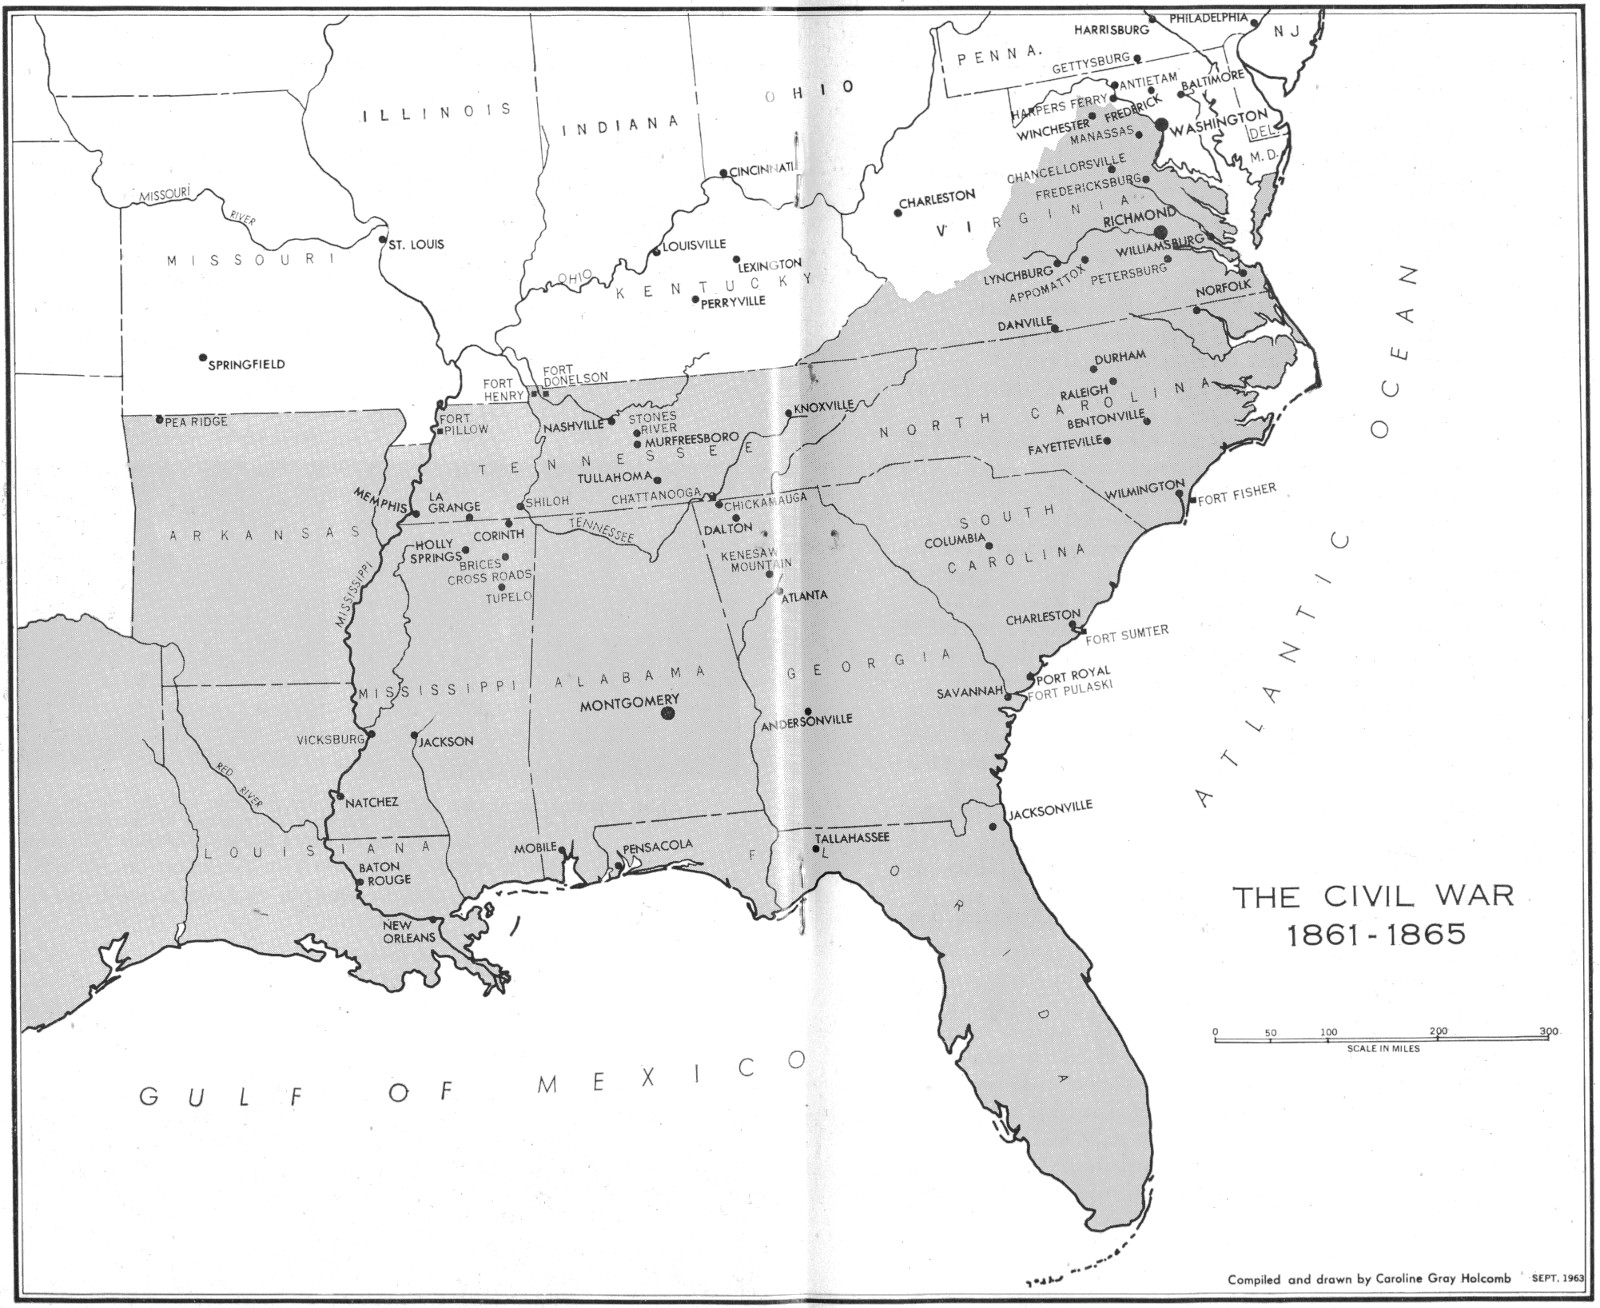 PENNA.
HARRISBURG
PHILADELPHIA
N J
GETTYSBURG
ILLINOIS
INDIANA
OHIO
ANTIETAM
BALTIMORE
HARPERS FERRY
FREDERICK
WINCHESTER
MANASSAS
WASHINGTON
DEL.
M. D.
CINCINNATI
CHANCELLORSVILLE
FREDERICKSBURG
MISSOURI
RIVER
CHARLESTON
VIRGINIA
RICHMOND
ST. LOUIS
LOUISVILLE
WILLIAMSBURG
MISSOURI
LEXINGTON
LYNCHBURG
APPOMATTOX
PETERSBURG
OHIO
KENTUCKY
PERRYVILLE
NORFOLK
DANVILLE
SPRINGFIELD
FORT
DONELSON
FORT
HENRY
DURHAM
RALEIGH
NORTH CAROLINA
PEA RIDGE
FORT
PILLOW
NASHVILLE
STONES
RIVER
MURFREESBORO
KNOXVILLE
BENTONVILLE
FAYETTEVILLE
TENNESSEE
TULLAHOMA
MEMPHIS
LA
GRANGE
SHILOH
CHATTANOOGA
CHICKAMAUGA
WILMINGTON
FORT FISHER
ARKANSAS
CORINTH
TENNESSEE
DALTON
SOUTH
CAROLINA
COLUMBIA
HOLLY
SPRINGS
BRICES
CROSS ROADS
TUPELO
KENESAW
MOUNTAIN
ATLANTA
MISSISSIPPI
CHARLESTON
FORT SUMTER
MISSISSIPPI
ALABAMA
GEORGIA
MONTGOMERY
PORT ROYAL
SAVANNAH
FORT PULASKI
ANDERSONVILLE
VICKSBURG
JACKSON
RED
RIVER
NATCHEZ
JACKSONVILLE
LOUISIANA
MOBILE
PENSACOLA
TALLAHASSEE
FLORIDA
BATON
ROUGE
NEW
ORLEANS
ATLANTIC OCEAN
GULF OF MEXICO
THE CIVIL WAR
1861-1865
0 50 100 200 300
SCALE IN MILES
Compiled and drawn by Caroline Gray Holcomb SEPT. 1963